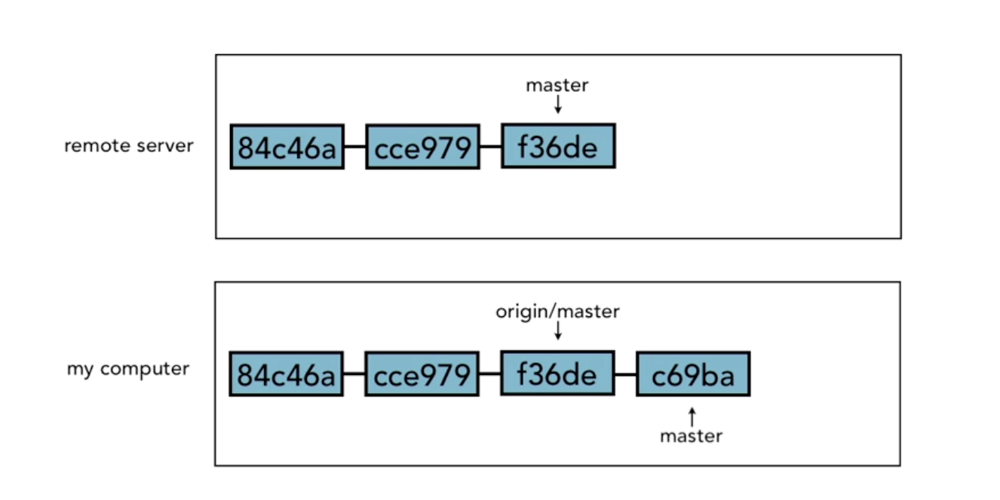 master
remote server
84c46a
cce979
f36de
origin/master
my computer
84c46a
cce979
f36de
c69ba
master